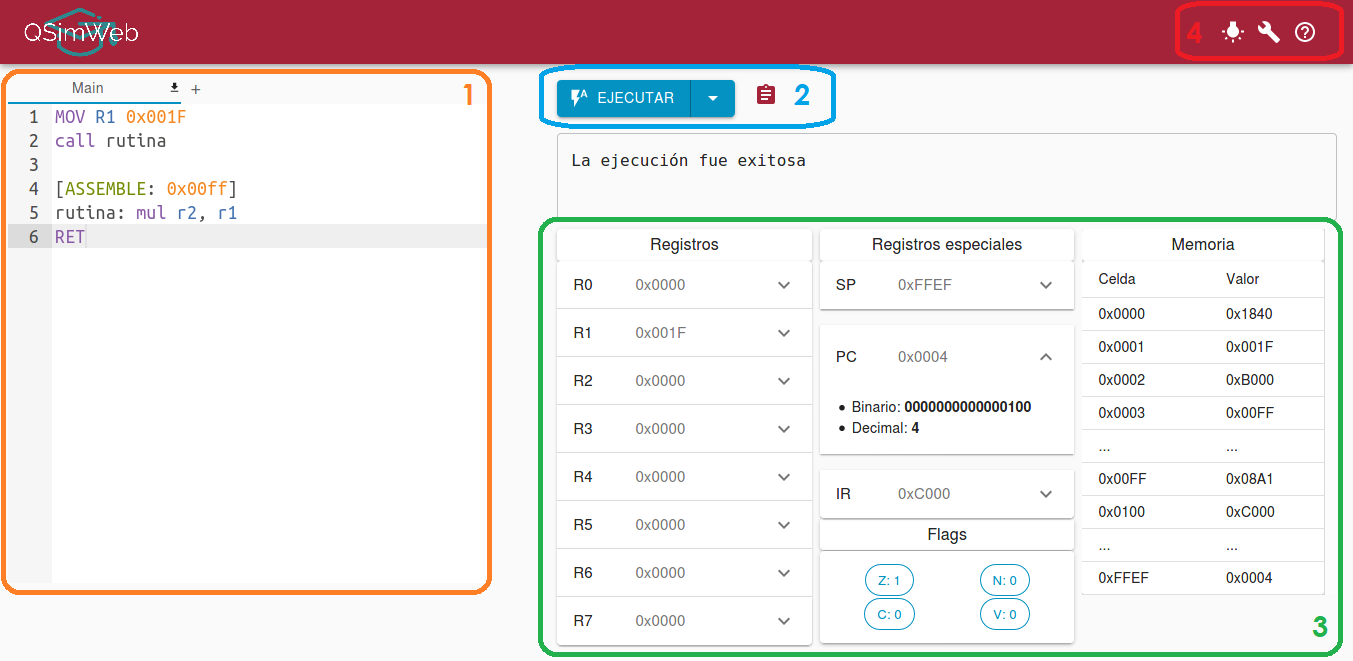 QSimWeb
4
Main +
1
1 MOV R1 0x001F
2 call rutina
3
4 [ASSEMBLE: 0x00ff]
5 rutina: mul r2, r1
6 RET
EJECUTAR
2
La ejecución fue exitosa
Registros
R0 0x0000
R1 0x001F
R2 0x0000
R3 0x0000
R4 0x0000
R5 0x0000
R6 0x0000
R7 0x0000
Registros especiales
SP 0xFFEF
PC 0x0004
• Binario: 0000000000000100
• Decimal: 4
IR 0xC000
Flags
Z: 1 N: 0
C: 0 V: 0
Memoria
Celda Valor
0x0000 0x1840
0x0001 0x001F
0x0002 0xB000
0x0003 0x00FF
... ...
0x00FF 0x08A1
0x0100 0xC000
... ...
0xFFEF 0x0004
3